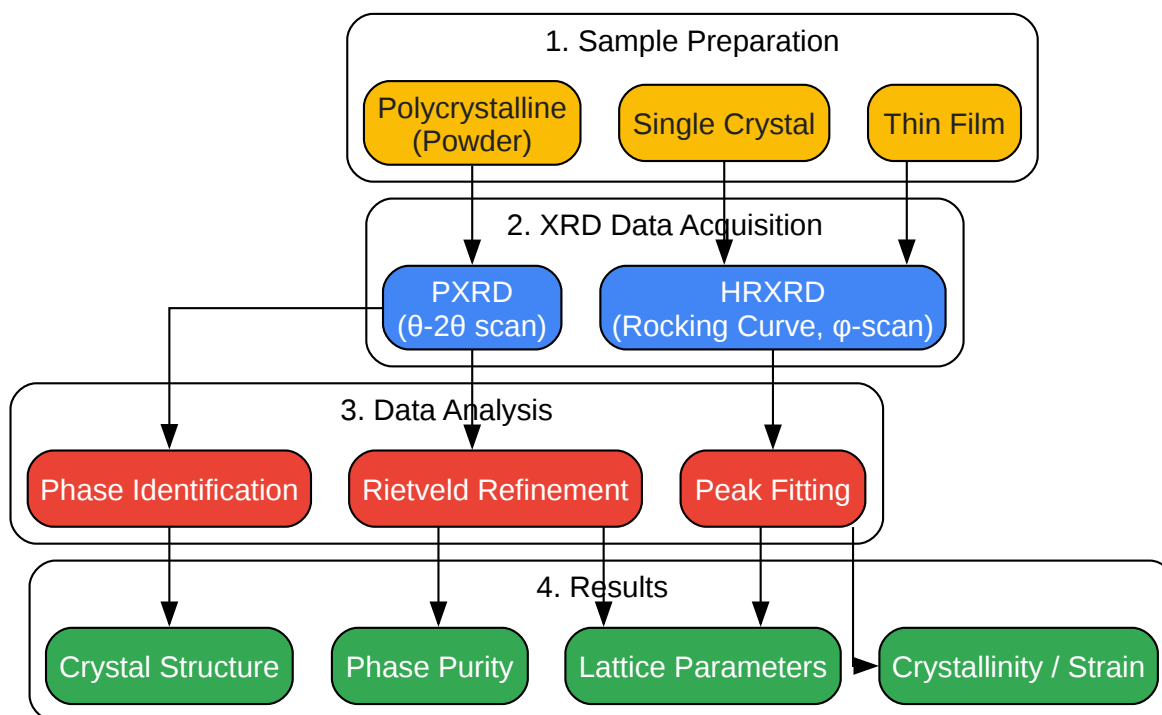 1. Sample Preparation
Polycrystalline
(Powder)
Single Crystal
Thin Film
2. XRD Data Acquisition
PXRD
(θ-2θ scan)
HRXRD
(Rocking Curve, φ-scan)
3. Data Analysis
Phase Identification
Rietveld Refinement
Peak Fitting
4. Results
Crystal Structure
Phase Purity
Lattice Parameters
Crystallinity / Strain